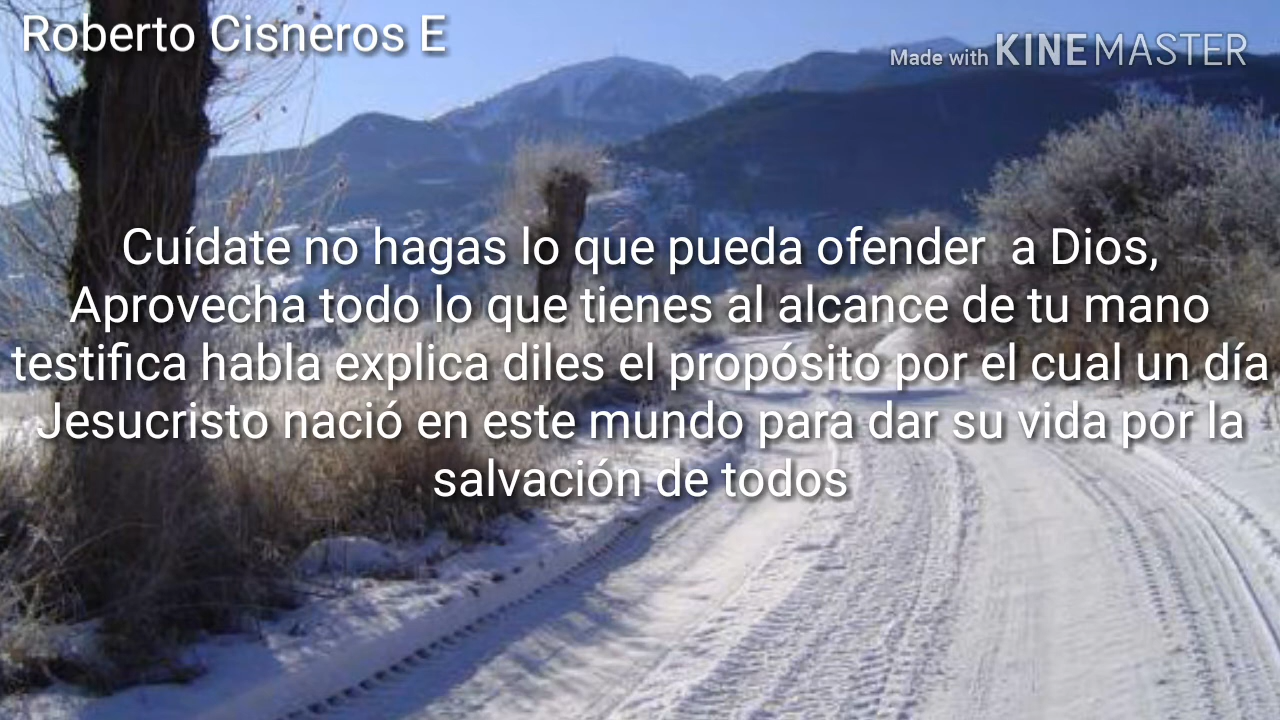 Roberto Cisneros E
Made with KINEMASTER
Cuídate no hagas lo que pueda ofender  a Dios,
Aprovecha todo lo que tienes al alcance de tu mano
testifica habla explica diles el propósito por el cual un día
Jesucristo nació en este mundo para dar su vida por la
salvación de todos